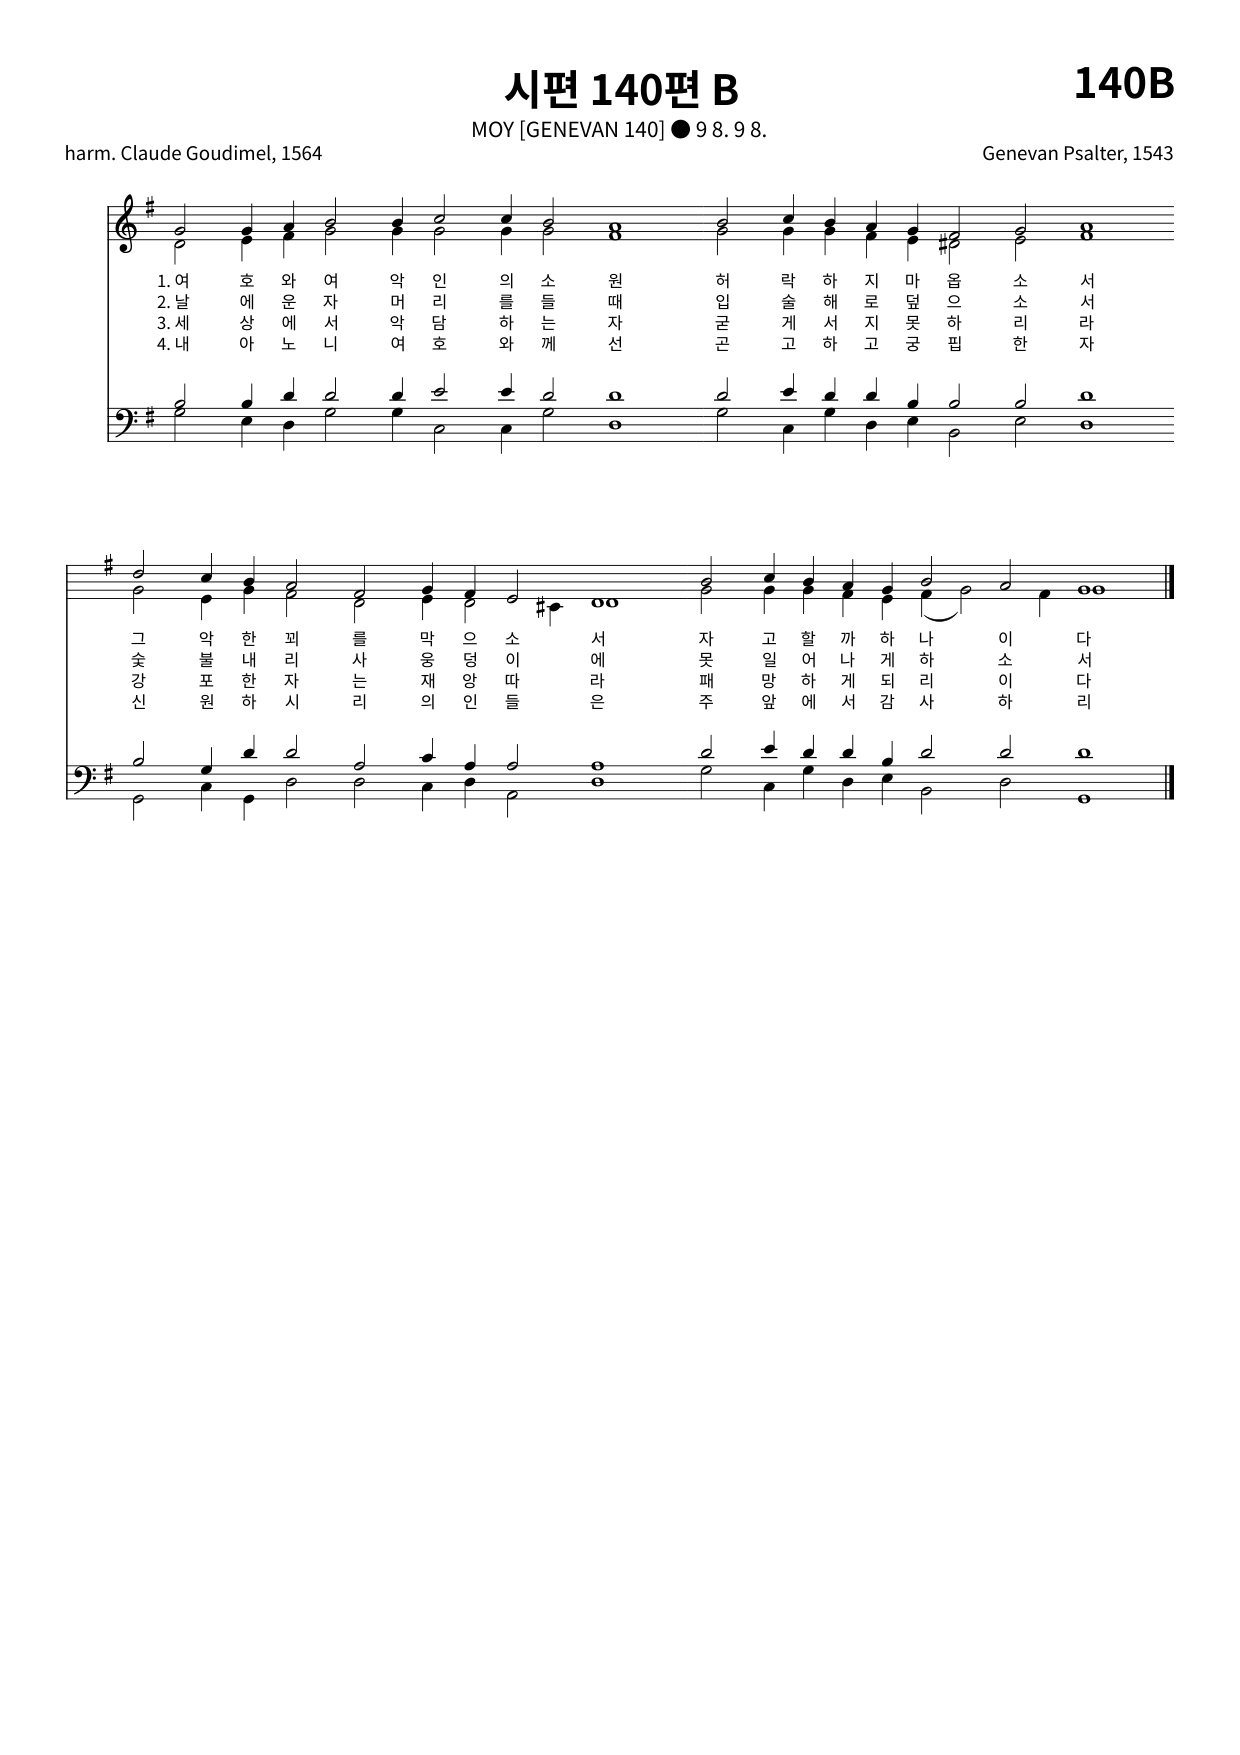 시편 140편 B
140B
MOY [GENEVAN 140] ● 9 8. 9 8.
harm. Claude Goudimel, 1564
Genevan Psalter, 1543
1. 여 호 와 여 악 인 의 소 원 허 락 하 지 마 옵 소 서
2. 날 에 운 자 머 리 를 들 때 입 술 해 로 덮 으 소 서
3. 세 상 에 서 악 담 하 는 자 굳 게 서 지 못 하 리 라
4. 내 아 노 니 여 호 와 께 선 곤 고 하 고 궁 핍 한 자
그 악 한 꾀 를 막 으 소 서 자 고 할 까 하 나 이 다
숯 불 내 리 사 웅 덩 이 에 못 일 어 나 게 하 소 서
강 포 한 자 는 재 앙 따 라 패 망 하 게 되 리 이 다
신 원 하 시 리 의 인 들 은 주 앞 에 서 감 사 하 리